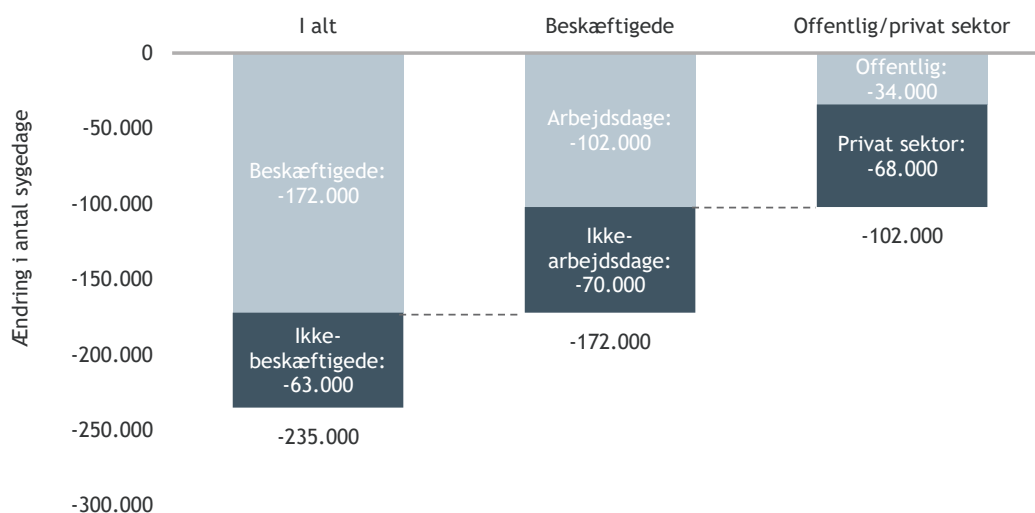 I alt
Beskæftigede
Offentlig/privat sektor
Ændring i antal sygedage
0
-50.000
-100.000
-150.000
-200.000
-250.000
-300.000
Beskæftigede:
-172.000
Ikke-
beskæftigede:
-63.000
-235.000
Arbejdsdage:
-102.000
Ikke-
arbejdsdage:
-70.000
-172.000
Offentlig:
-34.000
Privat sektor:
-68.000
-102.000